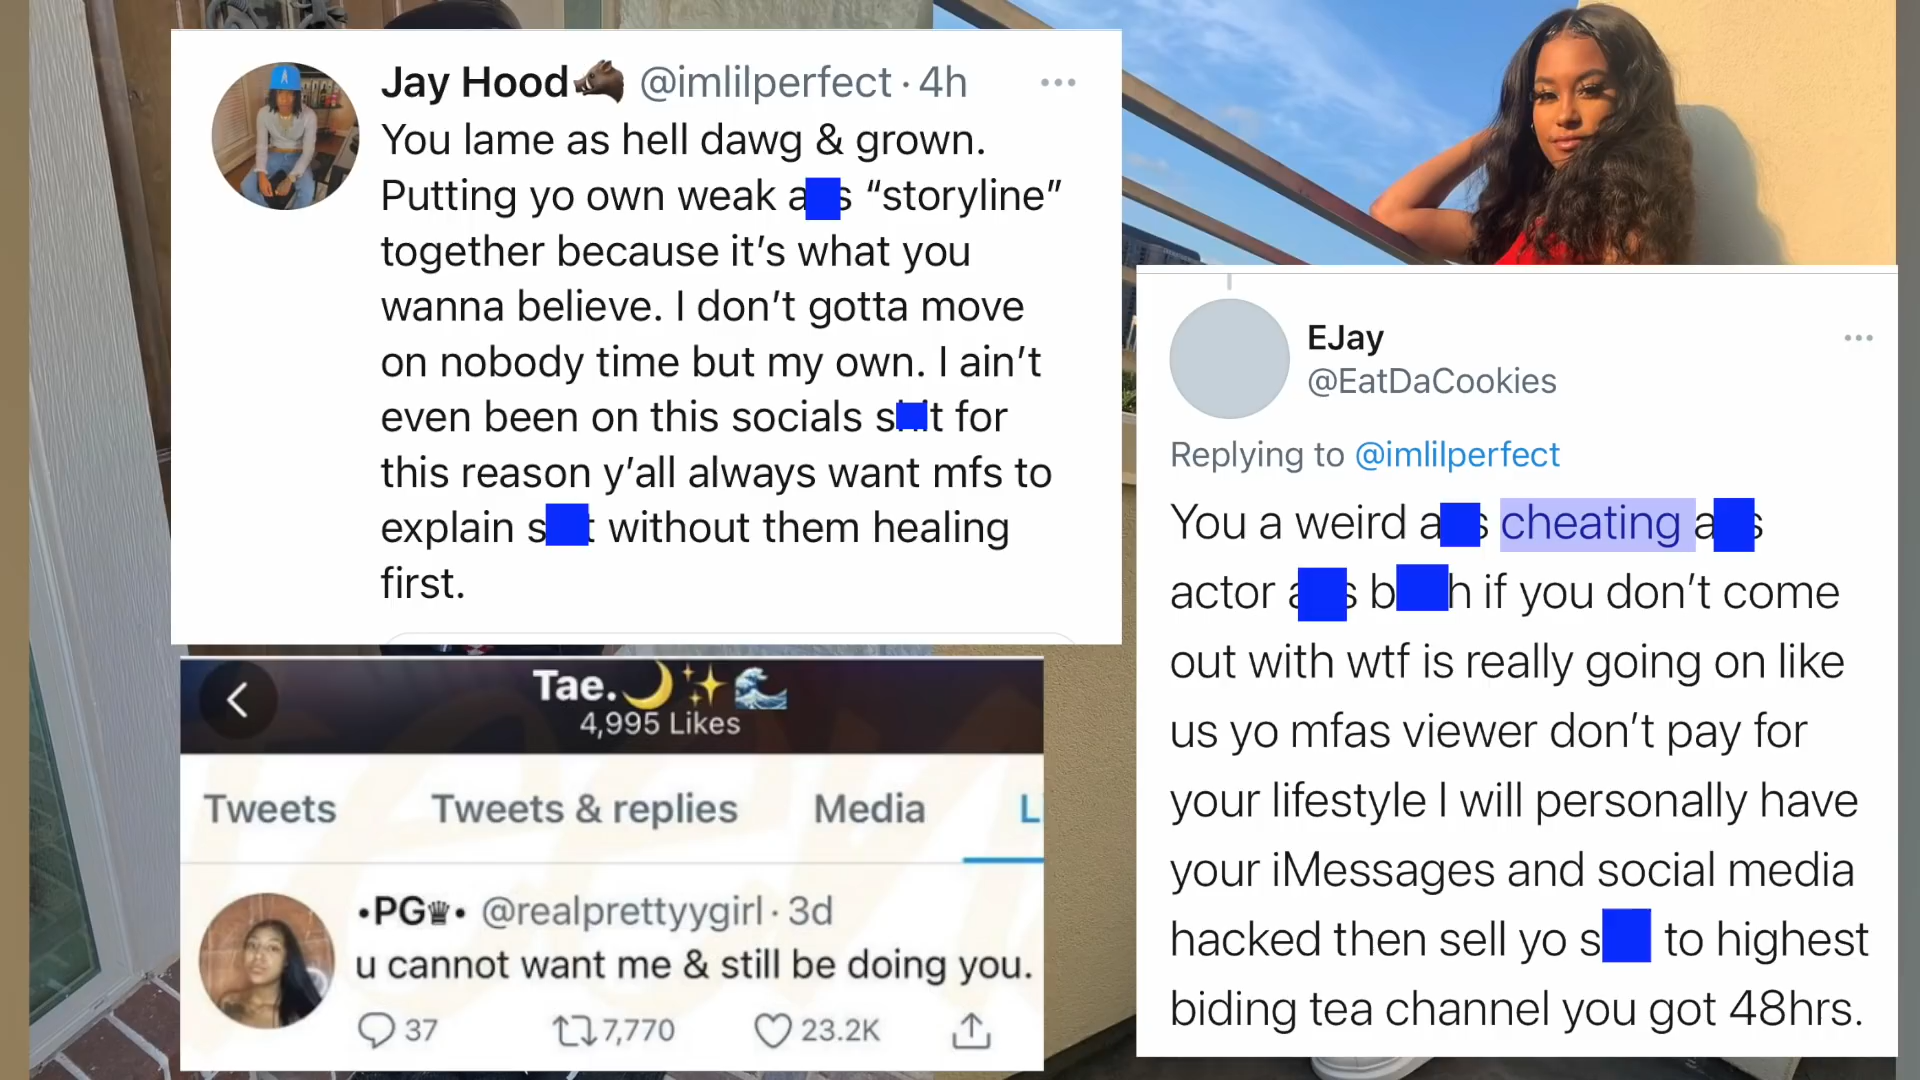 Jay Hood🐗 @imlilperfect · 4h
You lame as hell dawg & grown.
Putting yo own weak a s “storyline”
together because it’s what you
wanna believe. I don’t gotta move
on nobody time but my own. I ain’t
even been on this socials s t for
this reason y’all always want mfs to
explain s t without them healing
first.
Tae.🌙✨🌊
4,995 Likes
Tweets Tweets & replies Media L
•PG♛• @realprettyygirl · 3d
u cannot want me & still be doing you.
37 7,770 23.2K
EJay
@EatDaCookies
Replying to @imlilperfect
You a weird a s cheating a s
actor a s b h if you don’t come
out with wtf is really going on like
us yo mfas viewer don’t pay for
your lifestyle I will personally have
your iMessages and social media
hacked then sell yo s to highest
biding tea channel you got 48hrs.